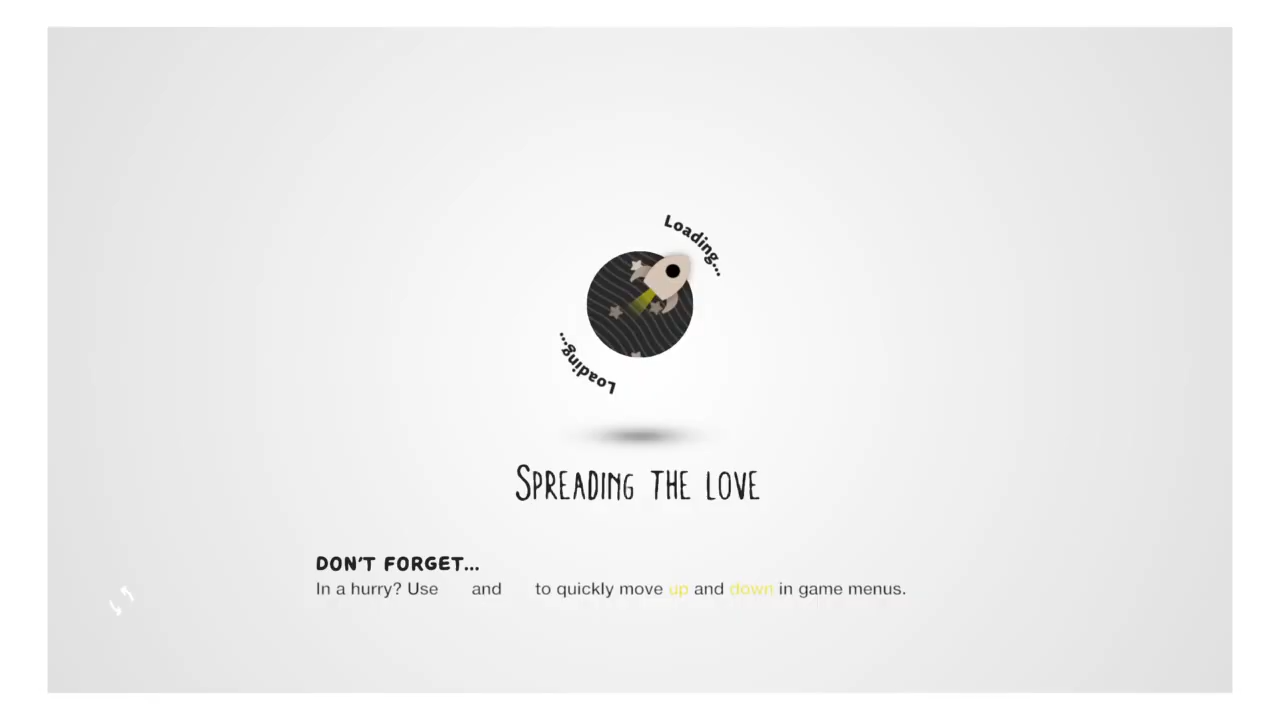 Loading...
Loading...
SPREADING THE LOVE
DON'T FORGET...
In a hurry? Use and to quickly move up and down in game menus.